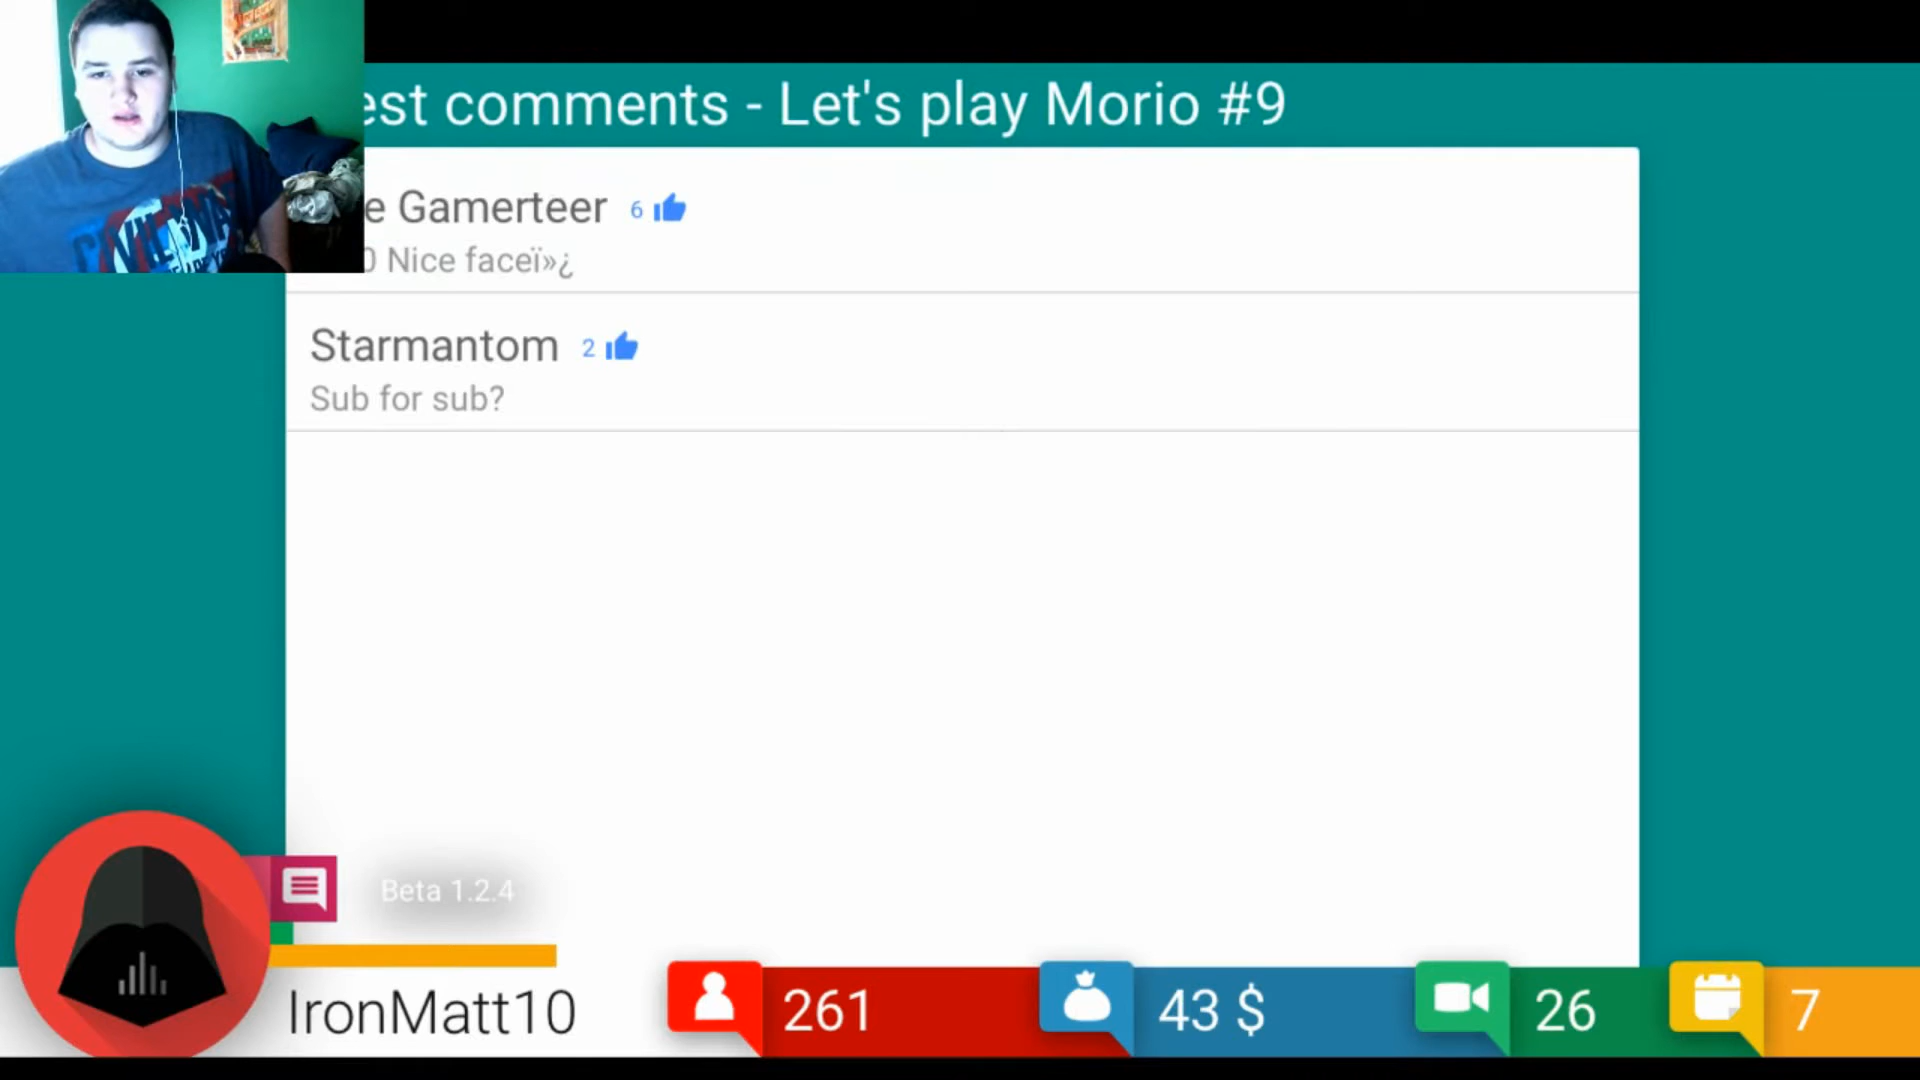 est comments - Let's play Morio #9
e Gamerteer 6
0 Nice faceï»¿
Starmantom 2
Sub for sub?
Beta 1.2.4
IronMatt10
261
43 $
26
7